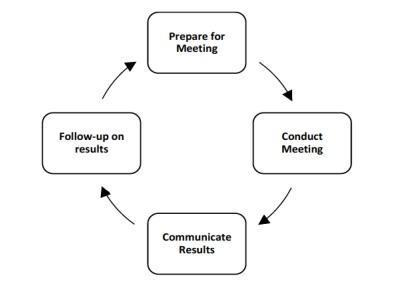 Prepare for
Meeting
Conduct
Meeting
Communicate
Results
Follow-up on
results